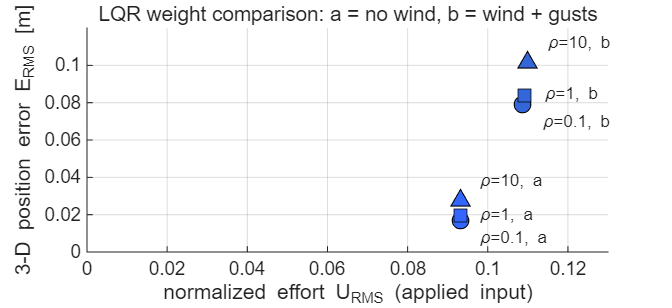 LQR weight comparison: a = no wind, b = wind + gusts
3-D position error E_RMS [m]
0.1
0.08
0.06
0.04
0.02
0
ρ=10, b
ρ=1, b
ρ=0.1, b
ρ=10, a
ρ=1, a
ρ=0.1, a
0 0.02 0.04 0.06 0.08 0.1 0.12
normalized effort U_RMS (applied input)